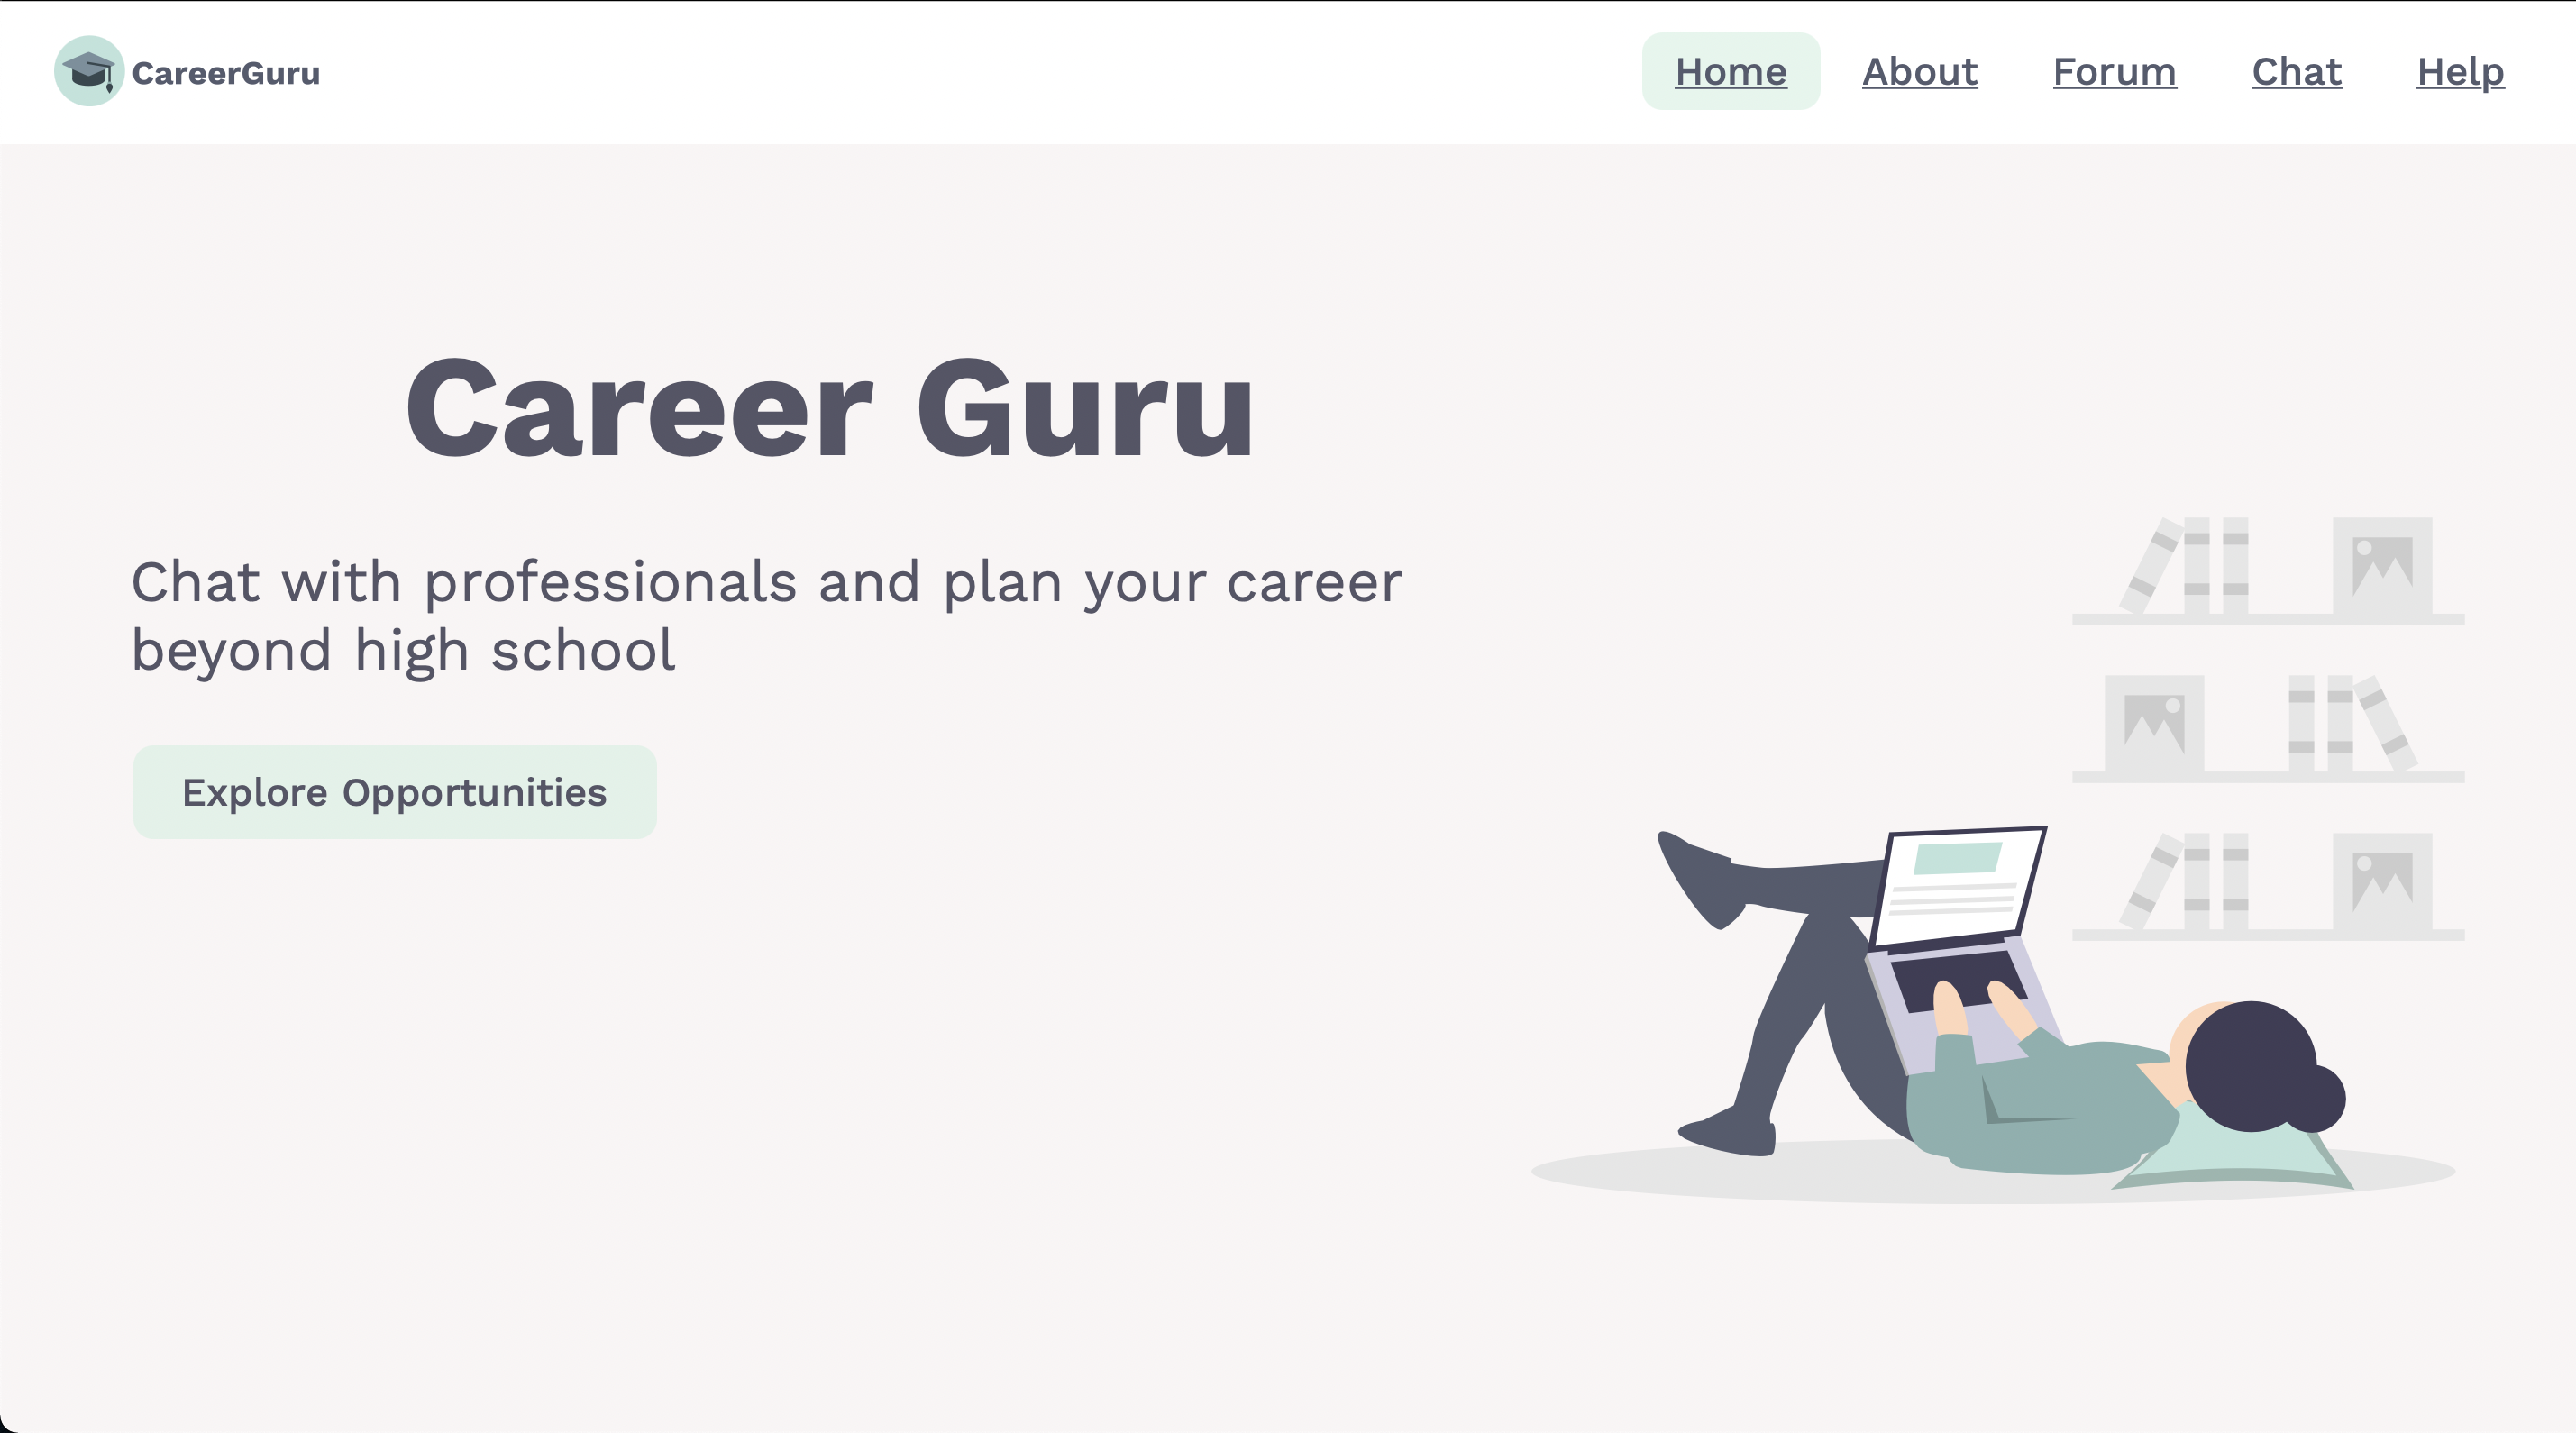 CareerGuru
Home About Forum Chat Help
Career Guru
Chat with professionals and plan your career
beyond high school
Explore Opportunities